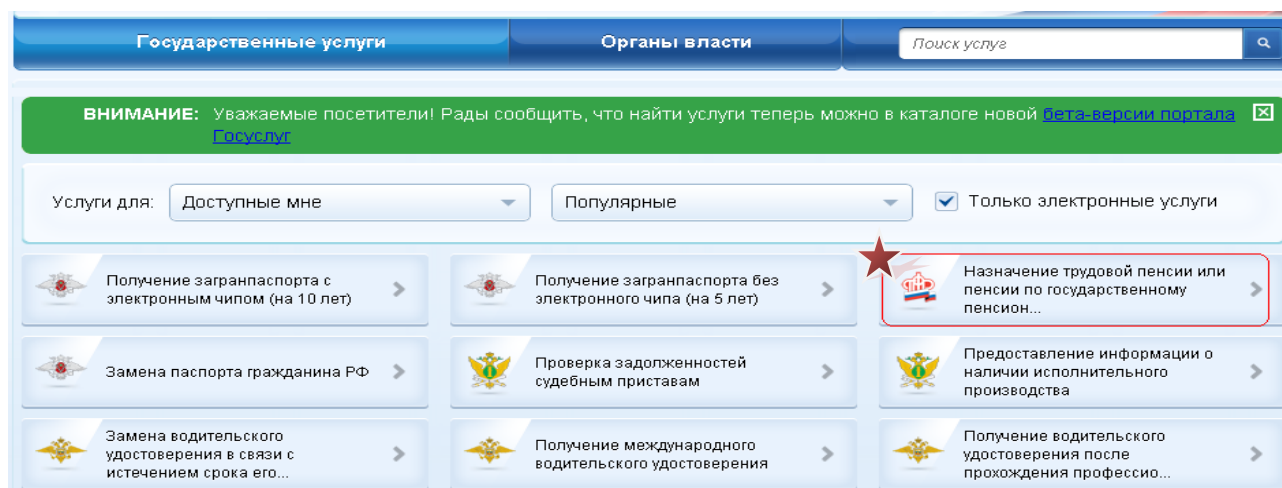 Государственные услуги
Органы власти
Поиск услуг
ВНИМАНИЕ: Уважаемые посетители! Рады сообщить, что найти услуги теперь можно в каталоге новой бета-версии портала
Госуслуг
Услуги для:
Доступные мне
Популярные
Только электронные услуги
Получение загранпаспорта с
электронным чипом (на 10 лет)
Получение загранпаспорта без
электронного чипа (на 5 лет)
Назначение трудовой пенсии или
пенсии по государственному
пенсион...
Замена паспорта гражданина РФ
Проверка задолженностей
судебным приставам
Предоставление информации о
наличии исполнительного
производства
Замена водительского
удостоверения в связи с
истечением срока его...
Получение международного
водительского удостоверения
Получение водительского
удостоверения после
прохождения профессио...